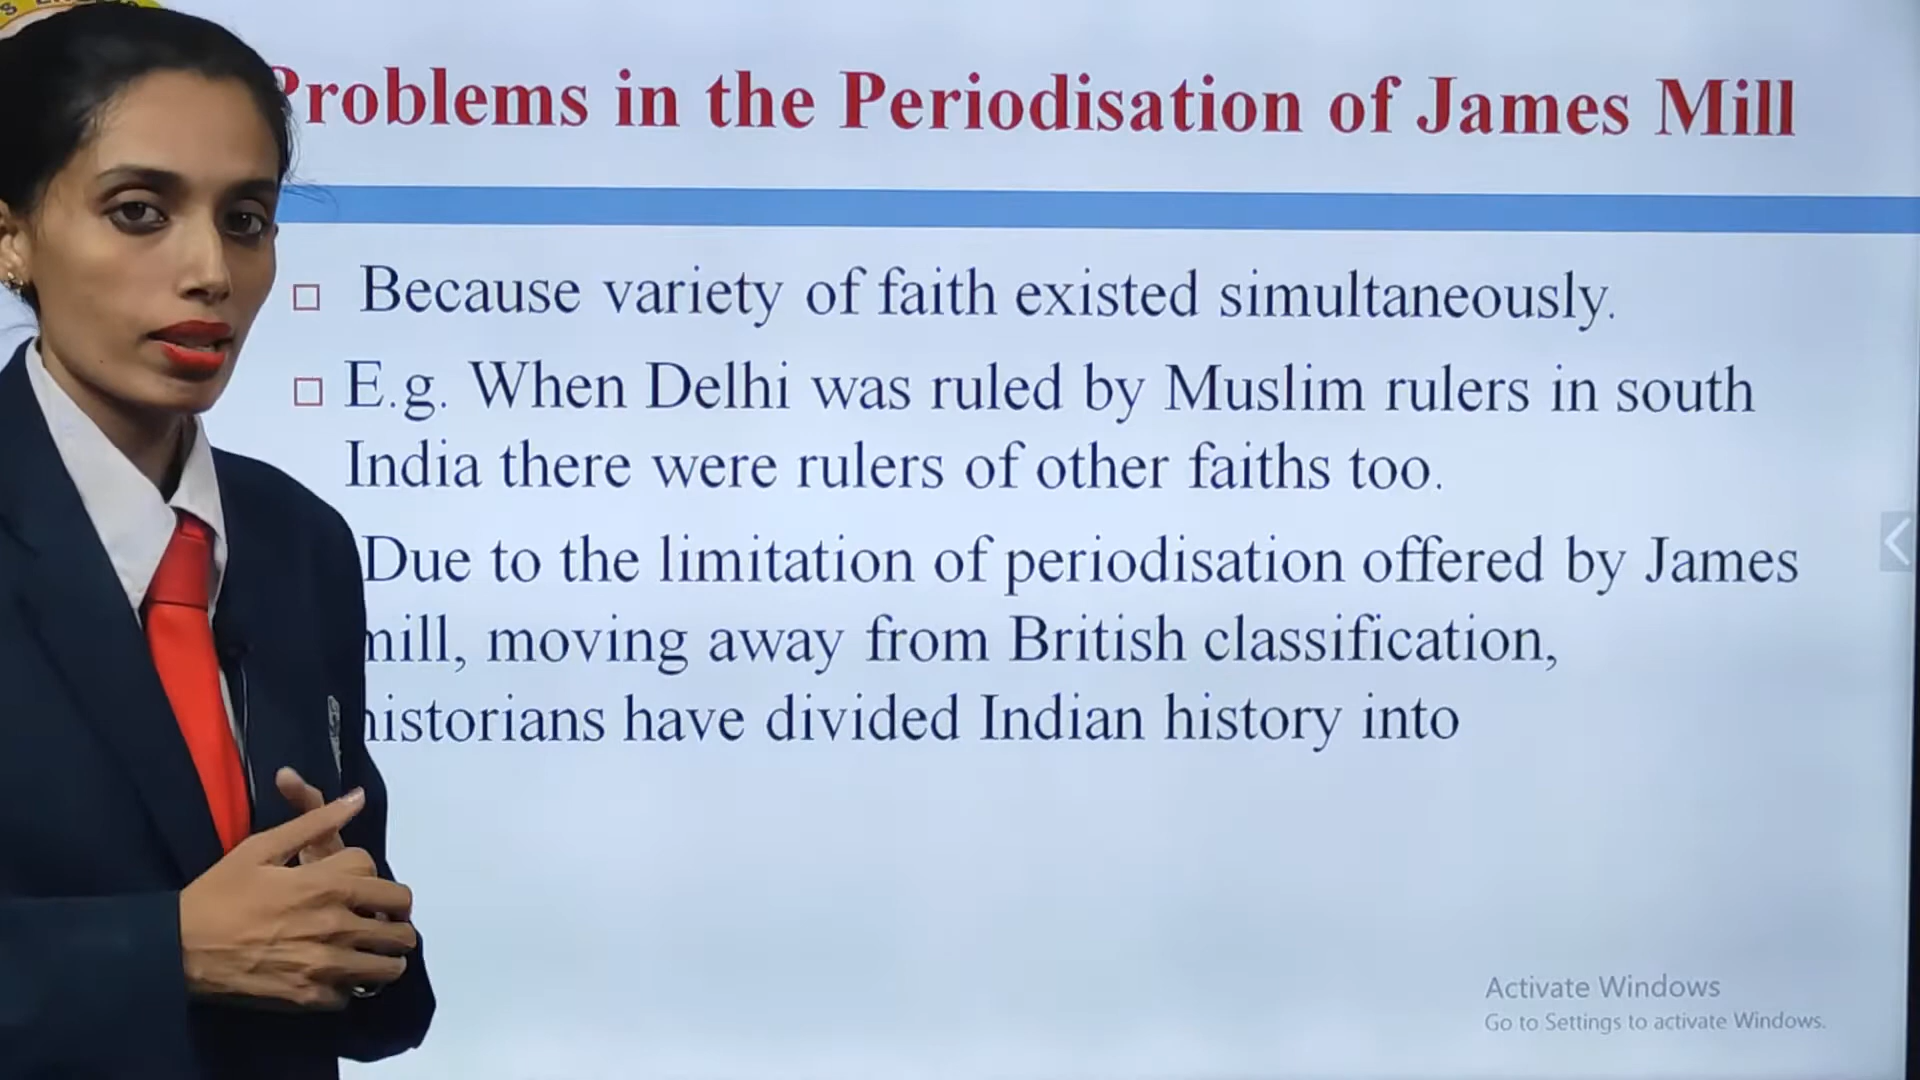 Problems in the Periodisation of James Mill
Because variety of faith existed simultaneously.
E.g. When Delhi was ruled by Muslim rulers in south
India there were rulers of other faiths too.
Due to the limitation of periodisation offered by James
mill, moving away from British classification,
historians have divided Indian history into
Activate Windows
Go to Settings to activate Windows.